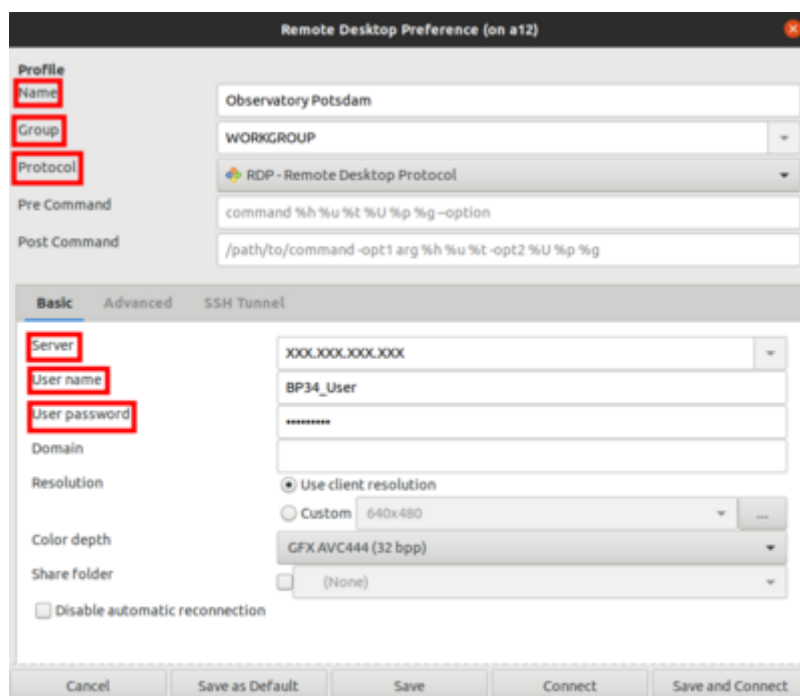 Remote Desktop Preference (on a12)
Profile
Name Observatory Potsdam
Group WORKGROUP
Protocol RDP - Remote Desktop Protocol
Pre Command command %h %u %t %U %p %g --option
Post Command /path/to/command -opt1 arg %h %u %t -opt2 %U %p %g
Basic Advanced SSH Tunnel
Server XXX.XXX.XXX.XXX
User name BP34_User
User password •••••••••
Domain
Resolution Use client resolution
Custom 640x480 ...
Color depth GFX AVC444 (32 bpp)
Share folder (None)
Disable automatic reconnection
Cancel Save as Default Save Connect Save and Connect